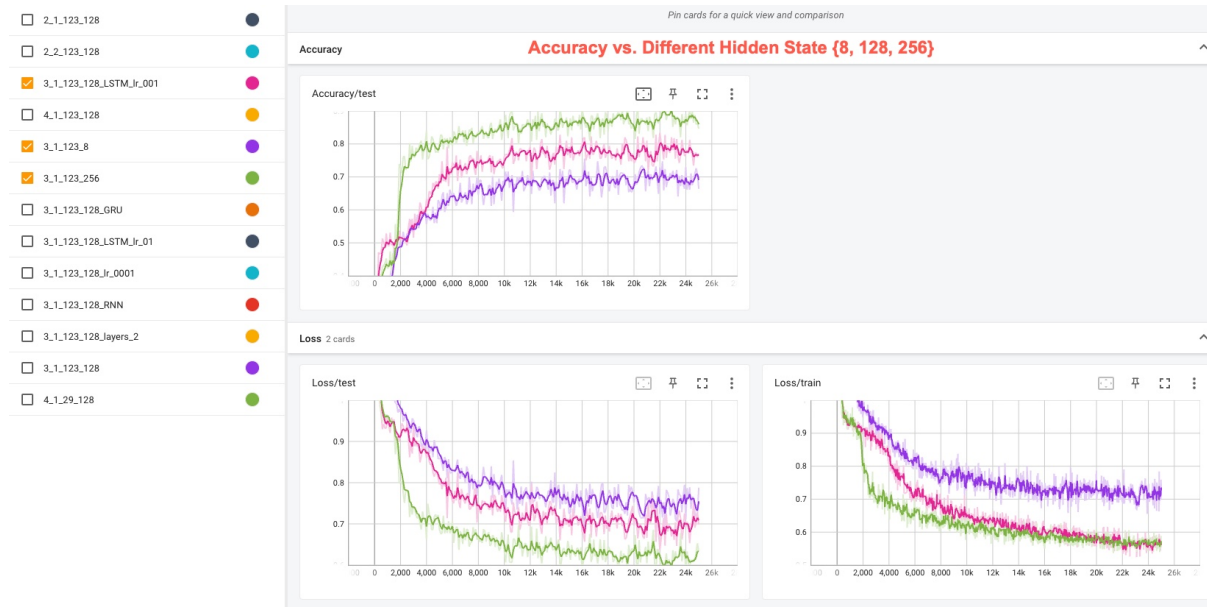 Pin cards for a quick view and comparison
2_1_123_128
2_2_123_128
3_1_123_128_LSTM_lr_001
4_1_123_128
3_1_123_8
3_1_123_256
3_1_123_128_GRU
3_1_123_128_LSTM_lr_01
3_1_123_128_lr_0001
3_1_123_128_RNN
3_1_123_128_layers_2
3_1_123_128
4_1_29_128
Accuracy
Accuracy vs. Different Hidden State {8, 128, 256}
Accuracy/test
0.8
0.7
0.6
0.5
0 2,000 4,000 6,000 8,000 10k 12k 14k 16k 18k 20k 22k 24k 26k
Loss 2 cards
Loss/test
0.9
0.8
0.7
0 2,000 4,000 6,000 8,000 10k 12k 14k 16k 18k 20k 22k 24k 26k
Loss/train
0.9
0.8
0.7
0.6
0 2,000 4,000 6,000 8,000 10k 12k 14k 16k 18k 20k 22k 24k 26k